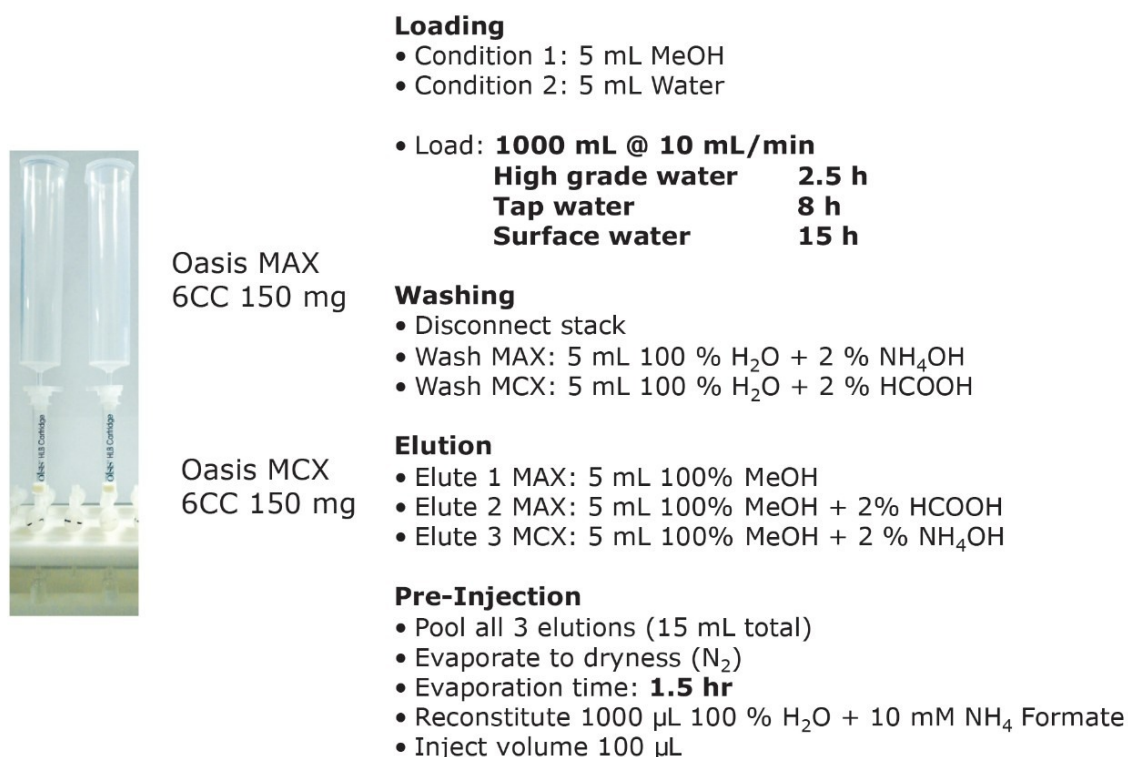 Loading
• Condition 1: 5 mL MeOH
• Condition 2: 5 mL Water
• Load: 1000 mL @ 10 mL/min
High grade water 2.5 h
Tap water 8 h
Surface water 15 h
Oasis MAX
6CC 150 mg
Washing
• Disconnect stack
• Wash MAX: 5 mL 100 % H₂O + 2 % NH₄OH
• Wash MCX: 5 mL 100 % H₂O + 2 % HCOOH
Oasis MCX
6CC 150 mg
Oasis HLB Cartridge
Oasis HLB Cartridge
Elution
• Elute 1 MAX: 5 mL 100% MeOH
• Elute 2 MAX: 5 mL 100% MeOH + 2% HCOOH
• Elute 3 MCX: 5 mL 100% MeOH + 2 % NH₄OH
Pre-Injection
• Pool all 3 elutions (15 mL total)
• Evaporate to dryness (N₂)
• Evaporation time: 1.5 hr
• Reconstitute 1000 µL 100 % H₂O + 10 mM NH₄ Formate
• Inject volume 100 µL